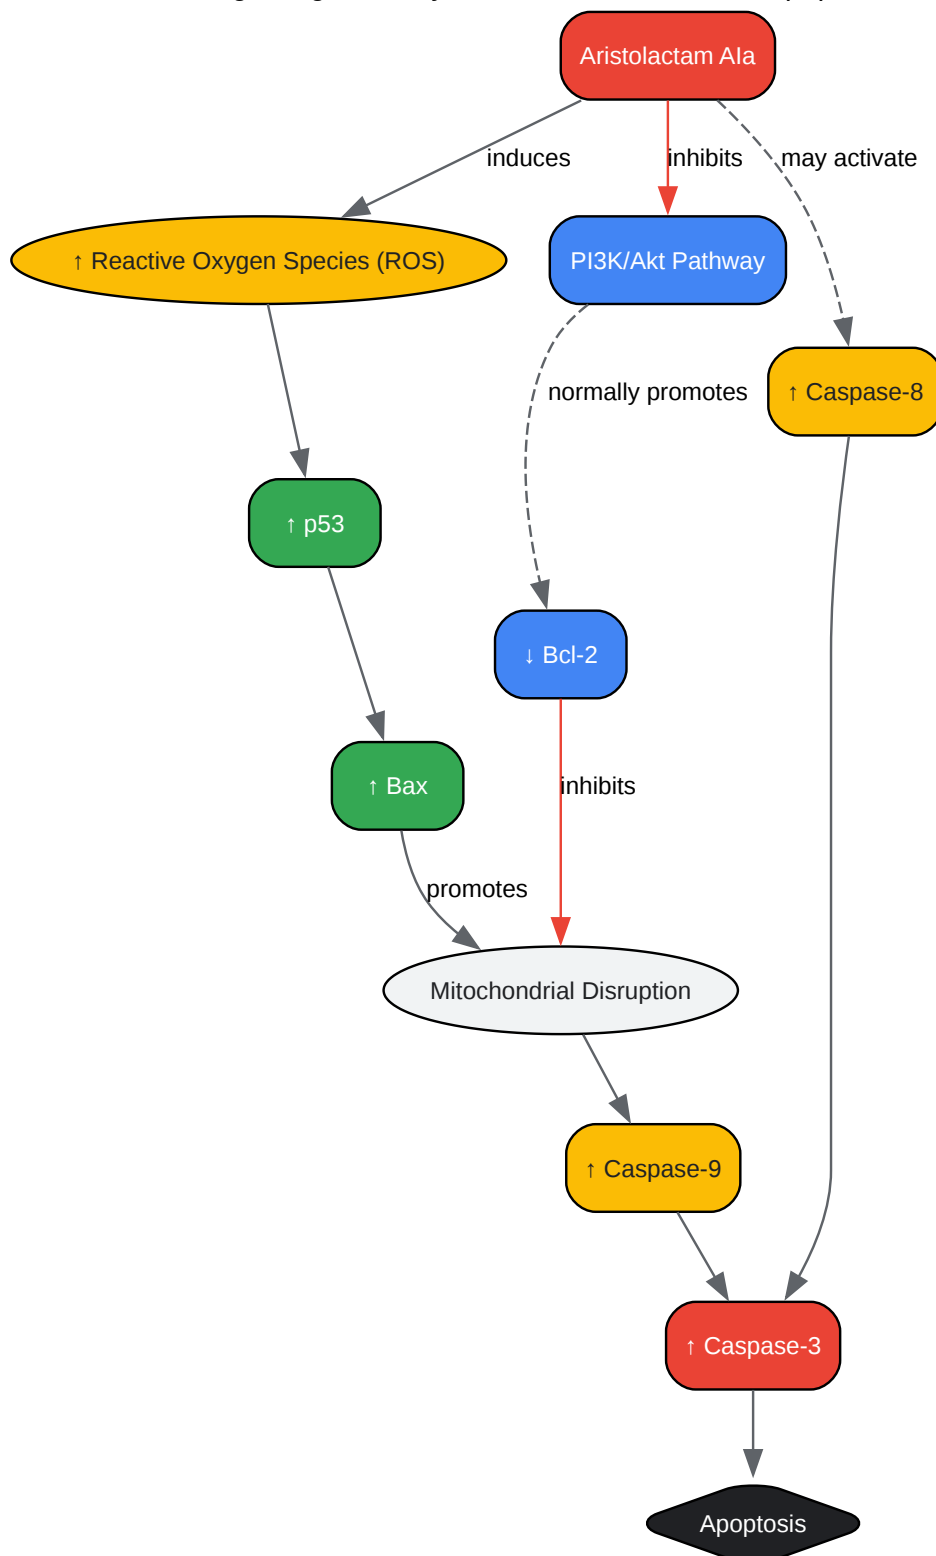 Aristolactam AIa
induces
inhibits
may activate
↑ Reactive Oxygen Species (ROS)
PI3K/Akt Pathway
normally promotes
↑ Caspase-8
↑ p53
↓ Bcl-2
↑ Bax
inhibits
promotes
Mitochondrial Disruption
↑ Caspase-9
↑ Caspase-3
Apoptosis